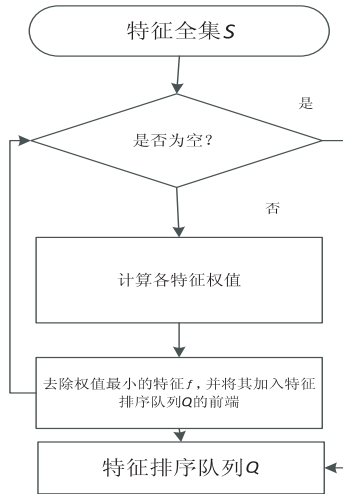 特征全集S
是
是否为空？
否
计算各特征权值
去除权值最小的特征f，并将其加入特征
排序队列Q的前端
特征排序队列Q